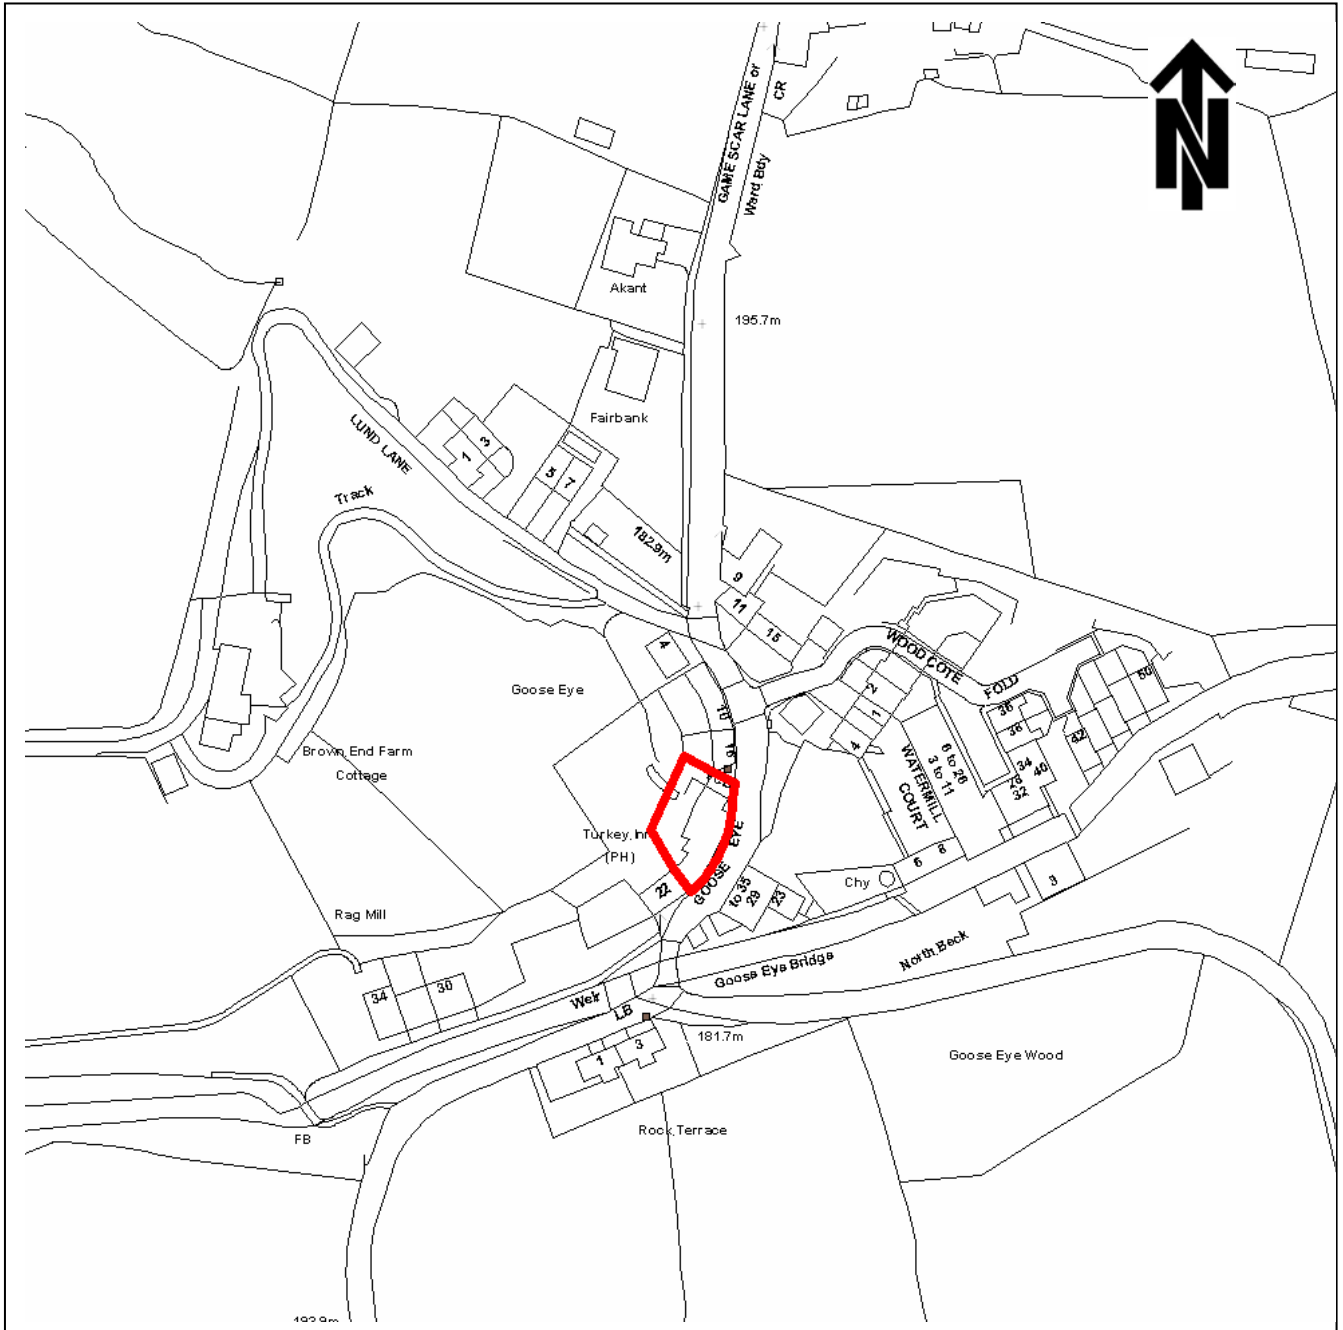 N
GAME SCAR LANE or
CR
Ward Bdy
Akant
195.7m
Fairbank
LUND LANE
1
3
5
7
Track
182.9m
9
11
15
WOOD COTE
FOLD
4
Goose Eye
2
1
4
10
16
36
38
34
40
28
32
42
50
6 to 26
3 to 11
WATERMILL
COURT
Brown End Farm
Cottage
Turkey Inn
(PH)
GOOSE EYE
22
to 35
29
23
Chy
6
8
3
Rag Mill
34
30
Weir
LB
Goose Eye Bridge
North Beck
181.7m
1
3
Goose Eye Wood
FB
Rock Terrace
193.9m